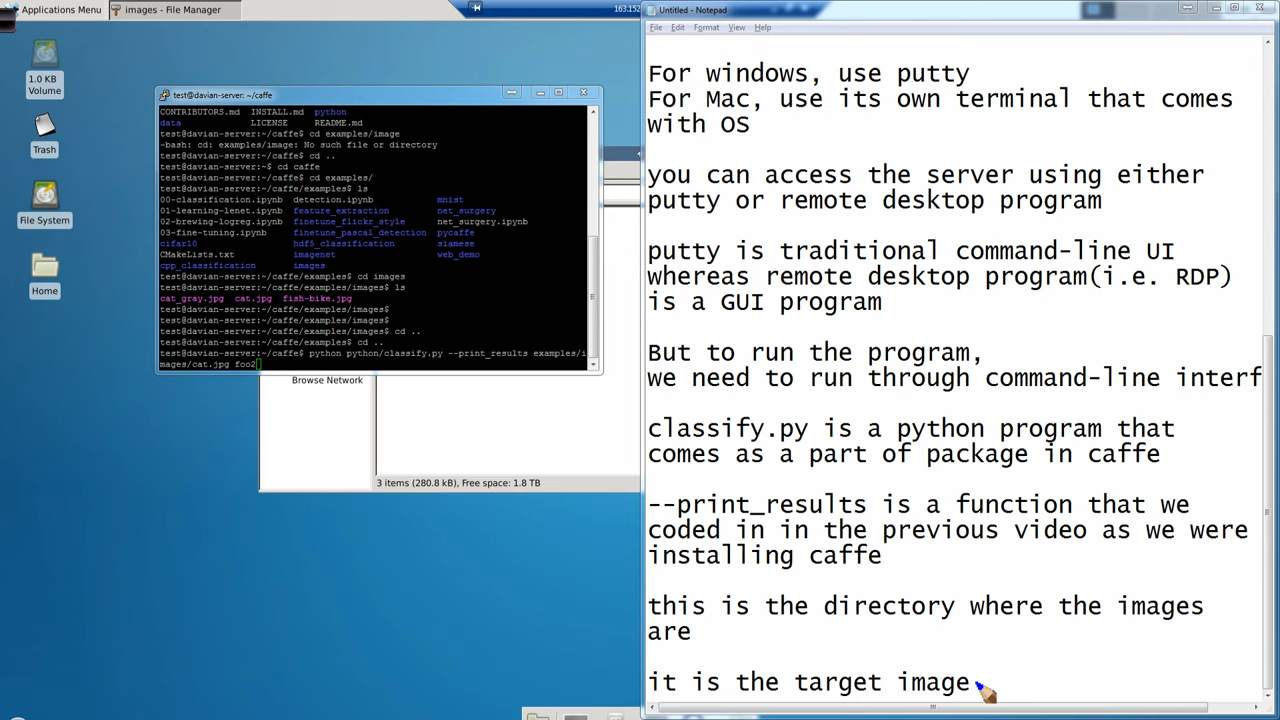 Applications Menu
images - File Manager
163.152
1.0 KB
Volume
Trash
File System
Home
test@davian-server: ~/caffe
CONTRIBUTORS.md INSTALL.md python
data LICENSE README.md
test@davian-server:~/caffe$ cd examples/image
-bash: cd: examples/image: No such file or directory
test@davian-server:~/caffe$ cd ..
test@davian-server:~$ cd caffe
test@davian-server:~/caffe$ cd examples/
test@davian-server:~/caffe/examples$ ls
00-classification.ipynb detection.ipynb mnist
01-learning-lenet.ipynb feature_extraction net_surgery
02-brewing-logreg.ipynb finetune_flickr_style net_surgery.ipynb
03-fine-tuning.ipynb finetune_pascal_detection pycaffe
cifar10 hdf5_classification siamese
CMakeLists.txt imagenet web_demo
cpp_classification images
test@davian-server:~/caffe/examples$ cd images
test@davian-server:~/caffe/examples/images$ ls
cat_gray.jpg cat.jpg fish-bike.jpg
test@davian-server:~/caffe/examples/images$
test@davian-server:~/caffe/examples/images$
test@davian-server:~/caffe/examples/images$ cd ..
test@davian-server:~/caffe/examples$ cd ..
test@davian-server:~/caffe$ python python/classify.py --print_results examples/i
mages/cat.jpg foo2
Browse Network
3 items (280.8 kB), Free space: 1.8 TB
Untitled - Notepad
File Edit Format View Help
For windows, use putty
For Mac, use its own terminal that comes
with OS
you can access the server using either
putty or remote desktop program
putty is traditional command-line UI
whereas remote desktop program(i.e. RDP)
is a GUI program
But to run the program,
we need to run through command-line interf
classify.py is a python program that
comes as a part of package in caffe
--print_results is a function that we
coded in in the previous video as we were
installing caffe
this is the directory where the images
are
it is the target image